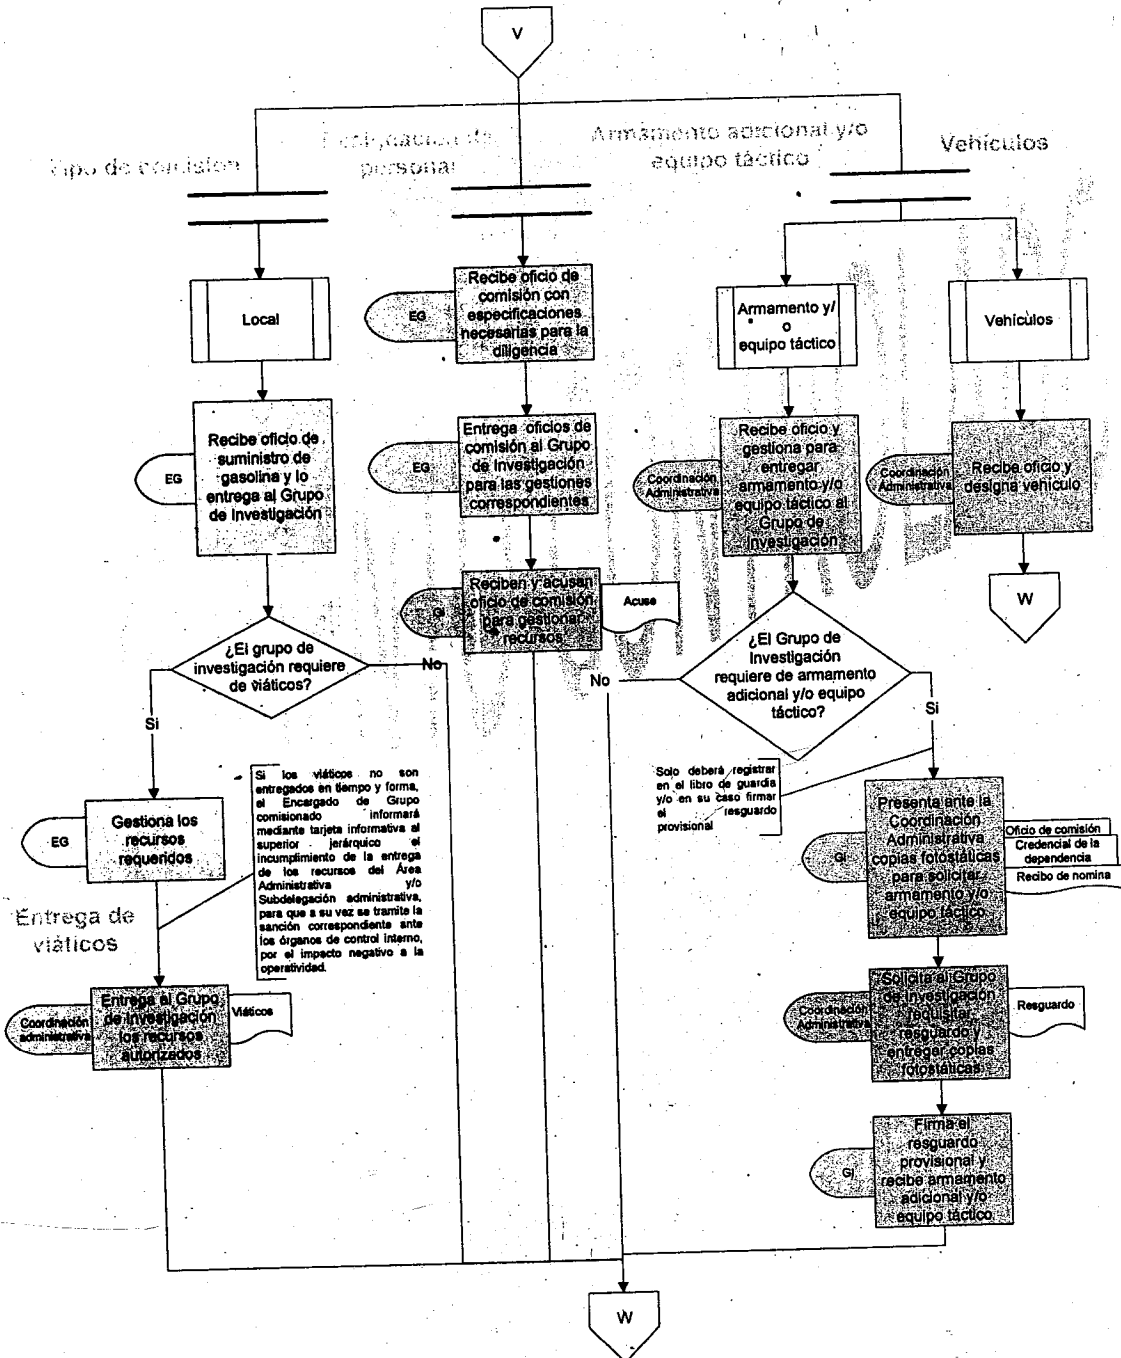 V
Tipo de comisión
personal
Armamento adicional y/o
equipo táctico
Vehículos
Local
EG
Recibe oficio de
comisión con
especificaciones
necesarias para la
diligencia
Armamento y/
o
equipo táctico
Vehículos
EG
Recibe oficio de
suministro de
gasolina y lo
entrega al Grupo
de Investigación
EG
Entrega oficios de
comisión al Grupo
de Investigación
para las gestiones
correspondientes
Coordinación
Administrativa
Recibe oficio y
gestiona para
entregar
armamento y/o
equipo táctico al
Grupo de
Investigación
Coordinación
Administrativa
Recibe oficio y
designa vehículo
GI
Reciben y acusan
oficio de comisión
para gestionar
recursos
Acuse
W
¿El grupo de
investigación requiere
de viáticos?
No
Si
¿El Grupo de
Investigación
requiere de armamento
adicional y/o equipo
táctico?
No
Si
Si los viáticos no son
entregados en tiempo y forma,
el Encargado de Grupo
comisionado informará
mediante tarjeta informativa al
superior jerárquico el
incumplimiento de la entrega
de los recursos del Área
Administrativa y/o
Subdelegación administrativa,
para que a su vez se tramite la
sanción correspondiente ante
los órganos de control interno,
por el impacto negativo a la
operatividad.
Solo deberá registrar
en el libro de guardia
y/o en su caso firmar
el resguardo
provisional
EG
Gestiona los
recursos
requeridos
GI
Presenta ante la
Coordinación
Administrativa
copias fotostáticas
para solicitar
armamento y/o
equipo táctico
Oficio de comisión
Credencial de la
dependencia
Recibo de nomina
Entrega de
viáticos
Coordinación
administrativa
Entrega al Grupo
de Investigación
los recursos
autorizados
Viáticos
Coordinación
Administrativa
Solicita al Grupo
de Investigación
requisitar
resguardo y
entregar copias
fotostáticas
Resguardo
GI
Firma el
resguardo
provisional y
recibe armamento
adicional y/o
equipo táctico
W